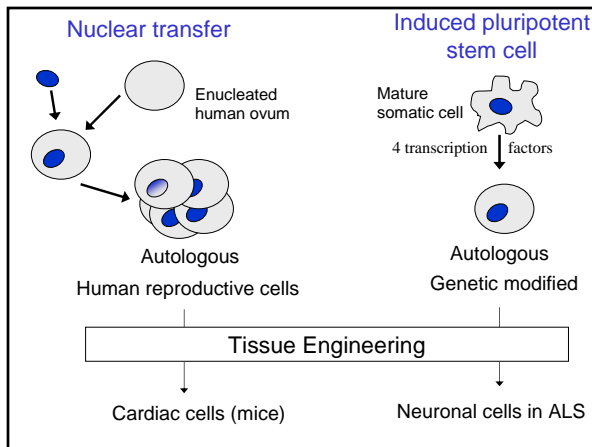 Nuclear transfer
Enucleated
human ovum
Autologous
Human reproductive cells
Induced pluripotent
stem cell
Mature
somatic cell
4 transcription factors
Autologous
Genetic modified
Tissue Engineering
Cardiac cells (mice)
Neuronal cells in ALS